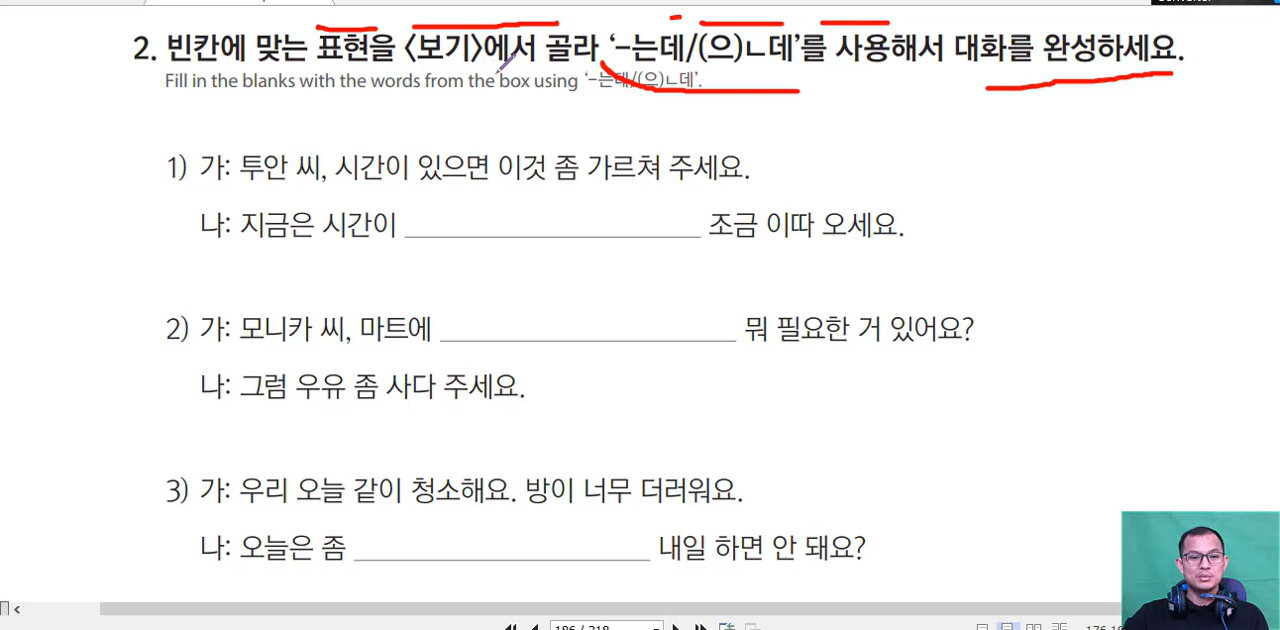 2. 빈칸에 맞는 표현을 <보기>에서 골라 ‘-는데/(으)ㄴ데’를 사용해서 대화를 완성하세요.
Fill in the blanks with the words from the box using ‘-는데/(으)ㄴ데’.
1) 가: 투안 씨, 시간이 있으면 이것 좀 가르쳐 주세요.
나: 지금은 시간이 ____________________ 조금 이따 오세요.
2) 가: 모니카 씨, 마트에 ____________________ 뭐 필요한 거 있어요?
나: 그럼 우유 좀 사다 주세요.
3) 가: 우리 오늘 같이 청소해요. 방이 너무 더러워요.
나: 오늘은 좀 ____________________ 내일 하면 안 돼요?
186 / 218